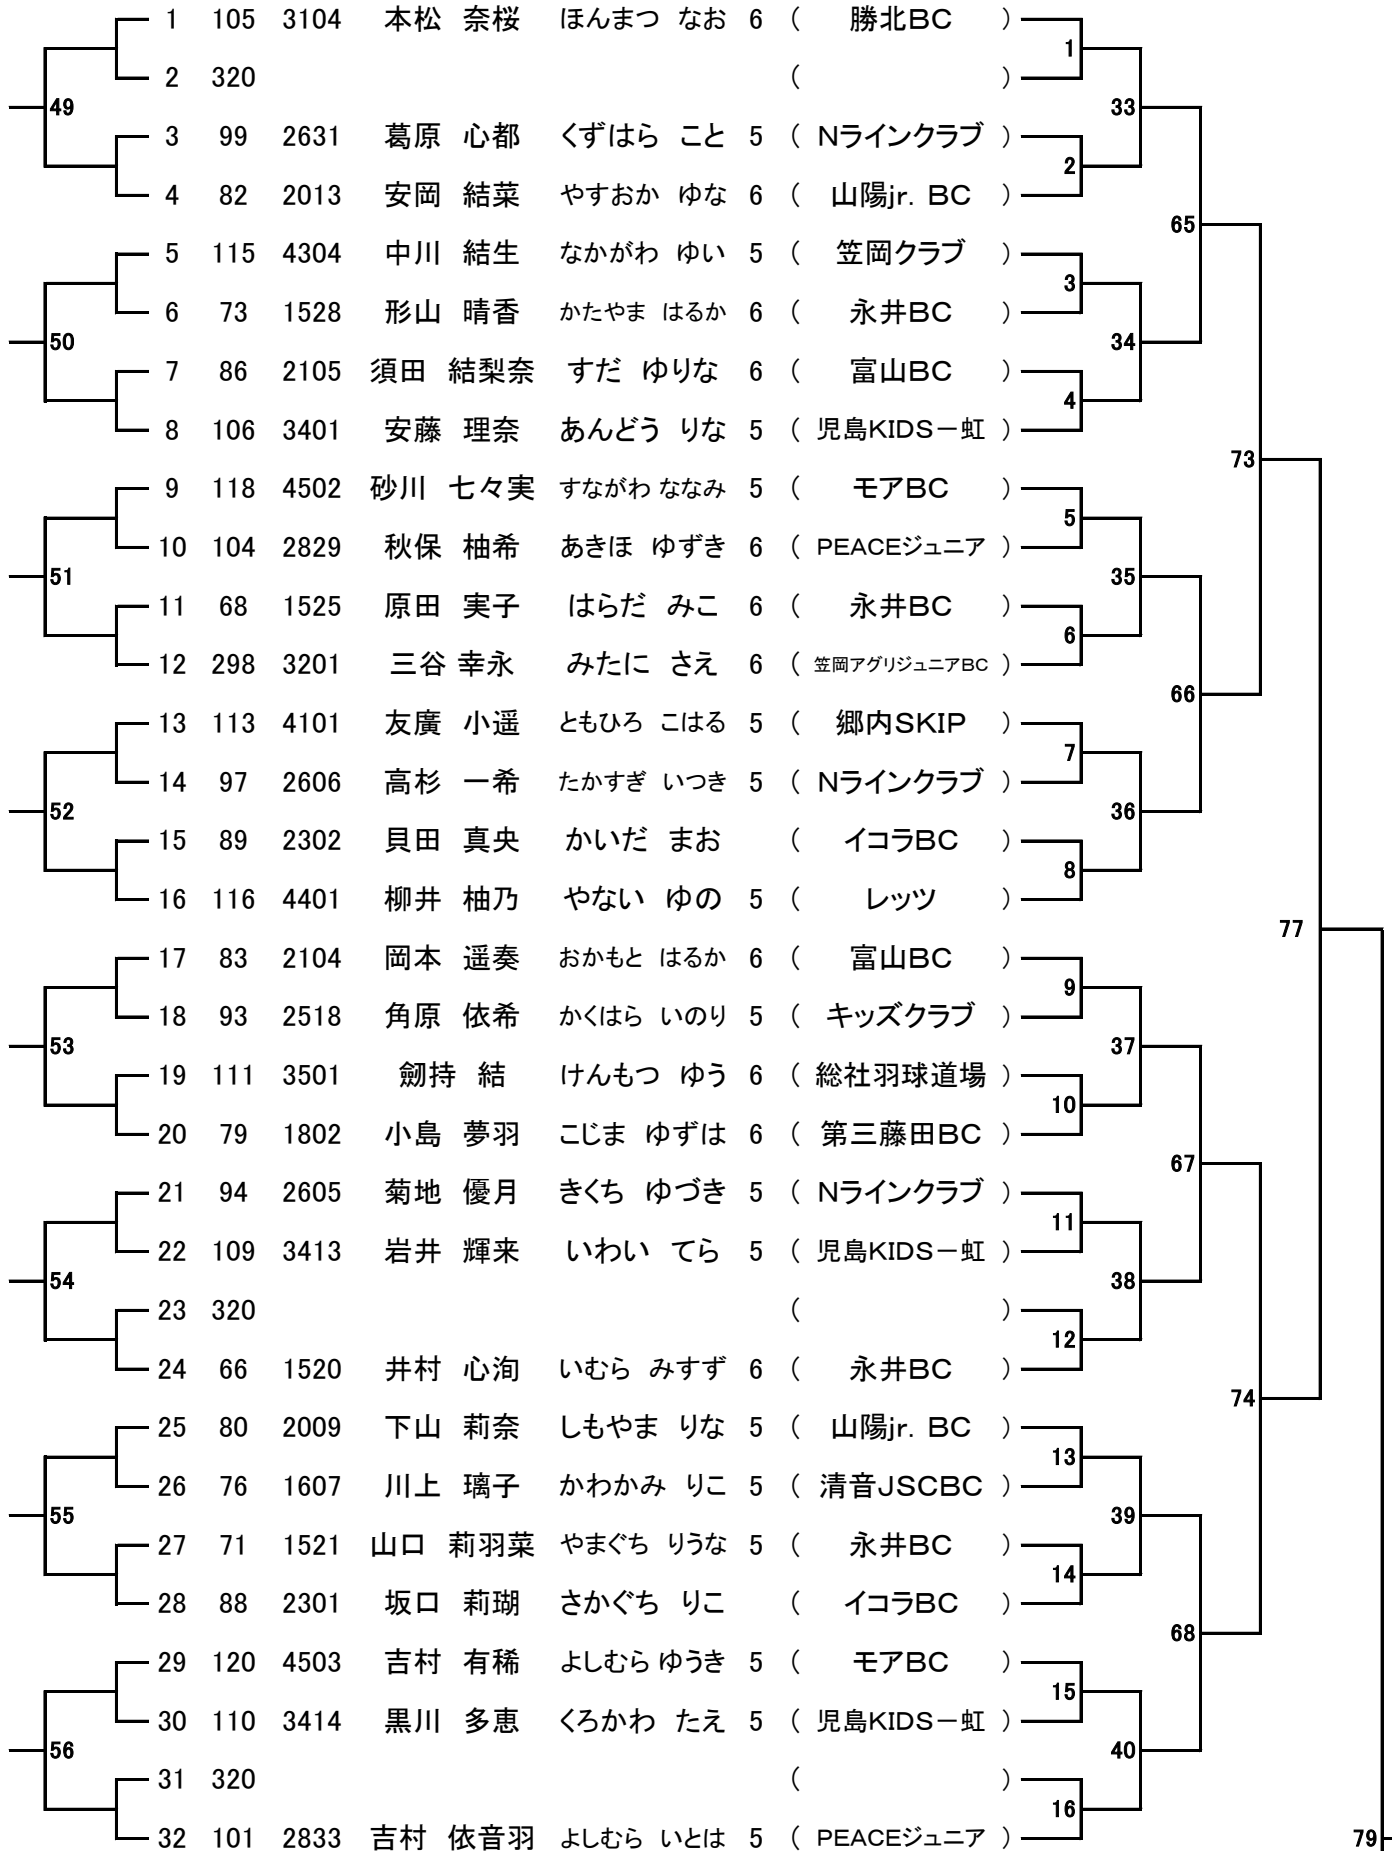 1 105 3104 本松 奈桜 ほんまつ なお 6 ( 勝北BC )
1
2 320 ( )
49 33
3 99 2631 葛原 心都 くずはら こと 5 ( Nラインクラブ )
2
4 82 2013 安岡 結菜 やすおか ゆな 6 ( 山陽jr. BC )
65
5 115 4304 中川 結生 なかがわ ゆい 5 ( 笠岡クラブ )
3
6 73 1528 形山 晴香 かたやま はるか 6 ( 永井BC )
50 34
7 86 2105 須田 結梨奈 すだ ゆりな 6 ( 富山BC )
4
8 106 3401 安藤 理奈 あんどう りな 5 ( 児島KIDS－虹 )
73
9 118 4502 砂川 七々実 すながわ ななみ 5 ( モアBC )
5
10 104 2829 秋保 柚希 あきほ ゆずき 6 ( PEACEジュニア )
51 35
11 68 1525 原田 実子 はらだ みこ 6 ( 永井BC )
6
12 298 3201 三谷 幸永 みたに さえ 6 ( 笠岡アグリジュニアBC )
66
13 113 4101 友廣 小遥 ともひろ こはる 5 ( 郷内SKIP )
7
14 97 2606 高杉 一希 たかすぎ いつき 5 ( Nラインクラブ )
52 36
15 89 2302 貝田 真央 かいだ まお ( イコラBC )
8
16 116 4401 柳井 柚乃 やない ゆの 5 ( レッツ )
77
17 83 2104 岡本 遥奏 おかもと はるか 6 ( 富山BC )
9
18 93 2518 角原 依希 かくはら いのり 5 ( キッズクラブ )
53 37
19 111 3501 劒持 結 けんもつ ゆう 6 ( 総社羽球道場 )
10
20 79 1802 小島 夢羽 こじま ゆずは 6 ( 第三藤田BC )
67
21 94 2605 菊地 優月 きくち ゆづき 5 ( Nラインクラブ )
11
22 109 3413 岩井 輝来 いわい てら 5 ( 児島KIDS－虹 )
54 38
23 320 ( )
12
24 66 1520 井村 心洵 いむら みすず 6 ( 永井BC )
74
25 80 2009 下山 莉奈 しもやま りな 5 ( 山陽jr. BC )
13
26 76 1607 川上 璃子 かわかみ りこ 5 ( 清音JSCBC )
55 39
27 71 1521 山口 莉羽菜 やまぐち りうな 5 ( 永井BC )
14
28 88 2301 坂口 莉瑚 さかぐち りこ ( イコラBC )
68
29 120 4503 吉村 有稀 よしむら ゆうき 5 ( モアBC )
15
30 110 3414 黒川 多恵 くろかわ たえ 5 ( 児島KIDS－虹 )
56 40
31 320 ( )
16
32 101 2833 吉村 依音羽 よしむら いとは 5 ( PEACEジュニア )
79